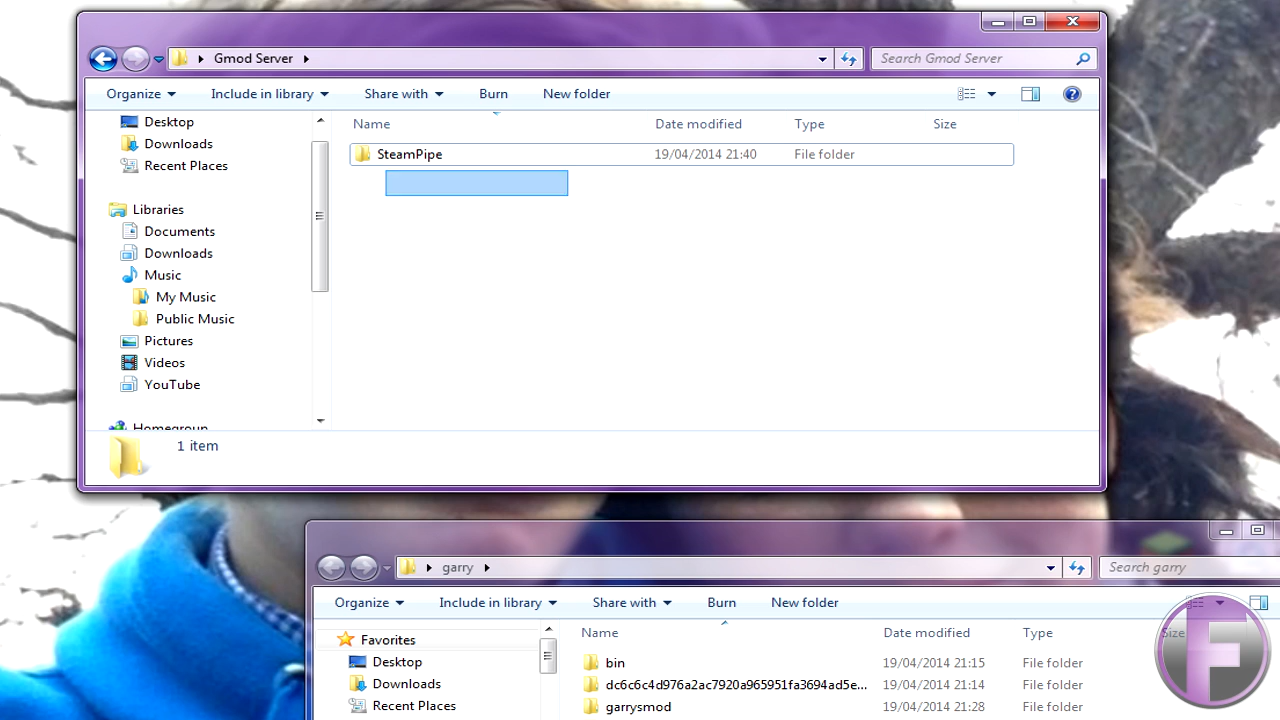 Gmod Server
Search Gmod Server
Organize
Include in library
Share with
Burn
New folder
Name
Date modified
Type
Size
Desktop
Downloads
Recent Places
Libraries
Documents
Downloads
Music
My Music
Public Music
Pictures
Videos
YouTube
Homegroup
SteamPipe 19/04/2014 21:40 File folder
1 item
garry
Search garry
Organize
Include in library
Share with
Burn
New folder
Favorites
Desktop
Downloads
Recent Places
Name
Date modified
Type
Size
bin 19/04/2014 21:15 File folder
dc6c6c4d976a2ac7920a965951fa3694ad5e... 19/04/2014 21:14 File folder
garrysmod 19/04/2014 21:28 File folder
F